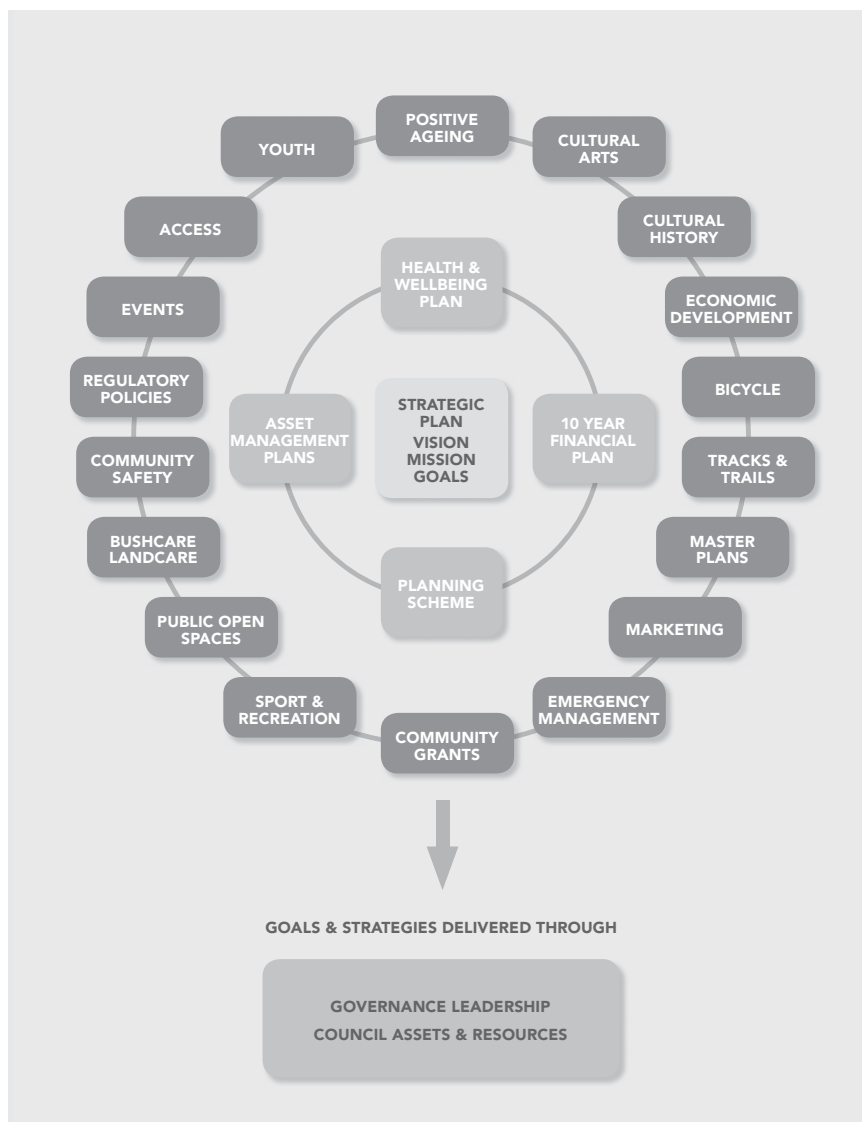 POSITIVE
AGEING
CULTURAL
ARTS
CULTURAL
HISTORY
ECONOMIC
DEVELOPMENT
BICYCLE
TRACKS &
TRAILS
MASTER
PLANS
MARKETING
EMERGENCY
MANAGEMENT
COMMUNITY
GRANTS
SPORT &
RECREATION
PUBLIC OPEN
SPACES
BUSHCARE
LANDCARE
COMMUNITY
SAFETY
REGULATORY
POLICIES
EVENTS
ACCESS
YOUTH
HEALTH &
WELLBEING
PLAN
10 YEAR
FINANCIAL
PLAN
PLANNING
SCHEME
ASSET
MANAGEMENT
PLANS
STRATEGIC
PLAN
VISION
MISSION
GOALS
GOALS & STRATEGIES DELIVERED THROUGH
GOVERNANCE LEADERSHIP
COUNCIL ASSETS & RESOURCES